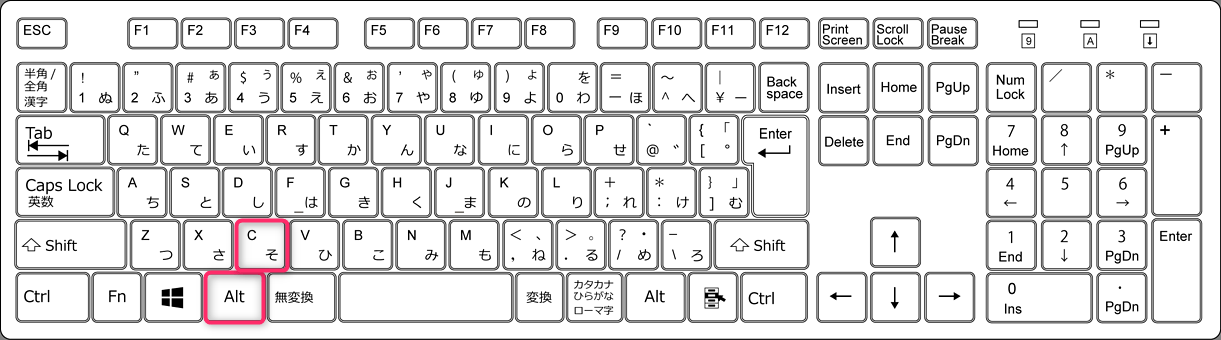 ESC F1 F2 F3 F4 F5 F6 F7 F8 F9 F10 F11 F12 Print Screen Scroll Lock Pause Break 9 A ↓
半角/全角 漢字 ! 1 ぬ " 2 ふ # ぁ 3 あ $ ぅ 4 う % ぇ 5 え & ぉ 6 お ' ゃ 7 や ( ゅ 8 ゆ ) ょ 9 よ を 0 わ = - ほ ~ ^ へ | ¥ ー Back space Insert Home PgUp Num Lock / * -
Tab Q た W て E い R す T か Y ん U な I に O ら P せ ` @ ゛ { 「 [ ゜ Enter Delete End PgDn 7 Home 8 ↑ 9 PgUp +
Caps Lock 英数 A ち S と D し F_は G き H く J_ま K の L り + ; れ * : け } 」 ] む 4 ← 5 6 →
Shift Z つ X さ C そ V ひ B こ N み M も < 、 , ね > 。 . る ? ・ / め _ \ ろ Shift ↑ 1 End 2 ↓ 3 PgDn Enter
Ctrl Fn Alt 無変換 変換 カタカナ ひらがな ローマ字 Alt Ctrl ← ↓ → 0 Ins . PgDn